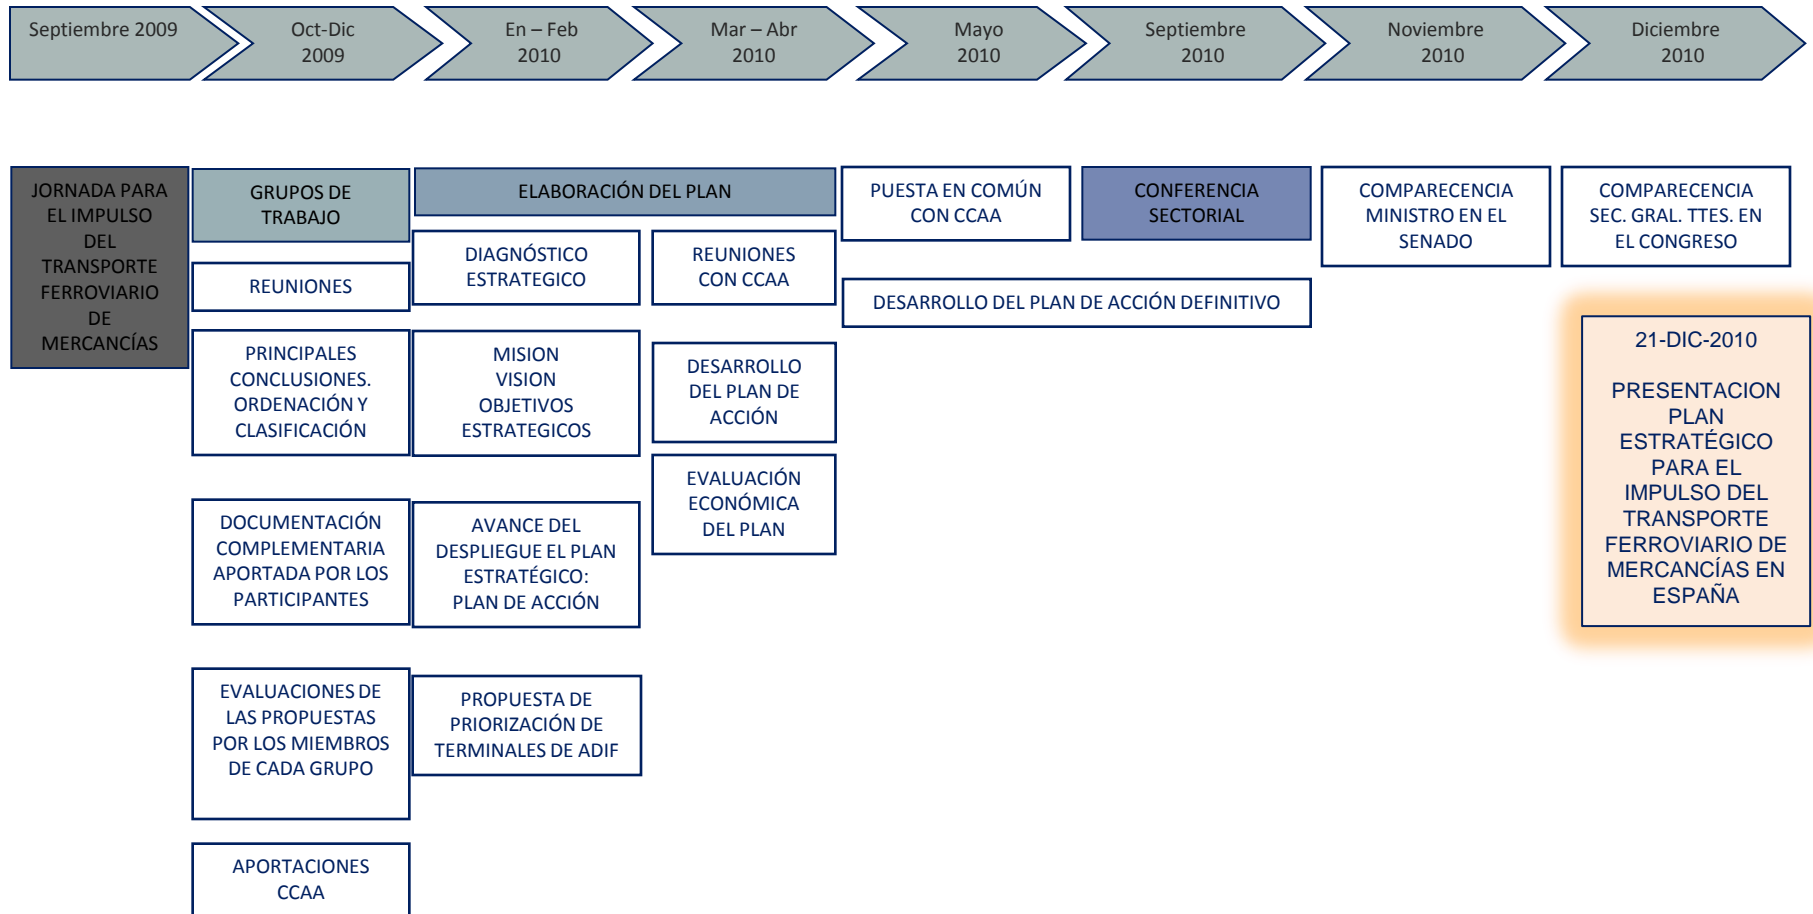 Septiembre 2009
Oct-Dic
2009
En – Feb
2010
Mar – Abr
2010
Mayo
2010
Septiembre
2010
Noviembre
2010
Diciembre
2010
JORNADA PARA
EL IMPULSO
DEL
TRANSPORTE
FERROVIARIO
DE
MERCANCÍAS
GRUPOS DE
TRABAJO
REUNIONES
PRINCIPALES
CONCLUSIONES.
ORDENACIÓN Y
CLASIFICACIÓN
DOCUMENTACIÓN
COMPLEMENTARIA
APORTADA POR LOS
PARTICIPANTES
EVALUACIONES DE
LAS PROPUESTAS
POR LOS MIEMBROS
DE CADA GRUPO
APORTACIONES
CCAA
ELABORACIÓN DEL PLAN
DIAGNÓSTICO
ESTRATEGICO
MISION
VISION
OBJETIVOS
ESTRATEGICOS
AVANCE DEL
DESPLIEGUE EL PLAN
ESTRATÉGICO:
PLAN DE ACCIÓN
PROPUESTA DE
PRIORIZACIÓN DE
TERMINALES DE ADIF
REUNIONES
CON CCAA
DESARROLLO
DEL PLAN DE
ACCIÓN
EVALUACIÓN
ECONÓMICA
DEL PLAN
PUESTA EN COMÚN
CON CCAA
CONFERENCIA
SECTORIAL
DESARROLLO DEL PLAN DE ACCIÓN DEFINITIVO
COMPARECENCIA
MINISTRO EN EL
SENADO
COMPARECENCIA
SEC. GRAL. TTES. EN
EL CONGRESO
21-DIC-2010
PRESENTACION
PLAN
ESTRATÉGICO
PARA EL
IMPULSO DEL
TRANSPORTE
FERROVIARIO DE
MERCANCÍAS EN
ESPAÑA